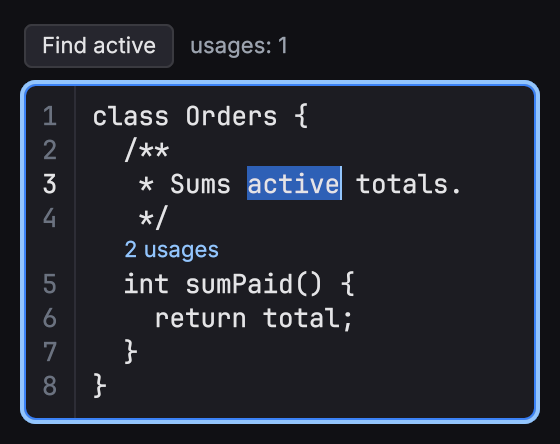 Find active usages: 1
1 class Orders {
2   /**
3    * Sums active totals.
4    */
2 usages
5   int sumPaid() {
6     return total;
7   }
8 }